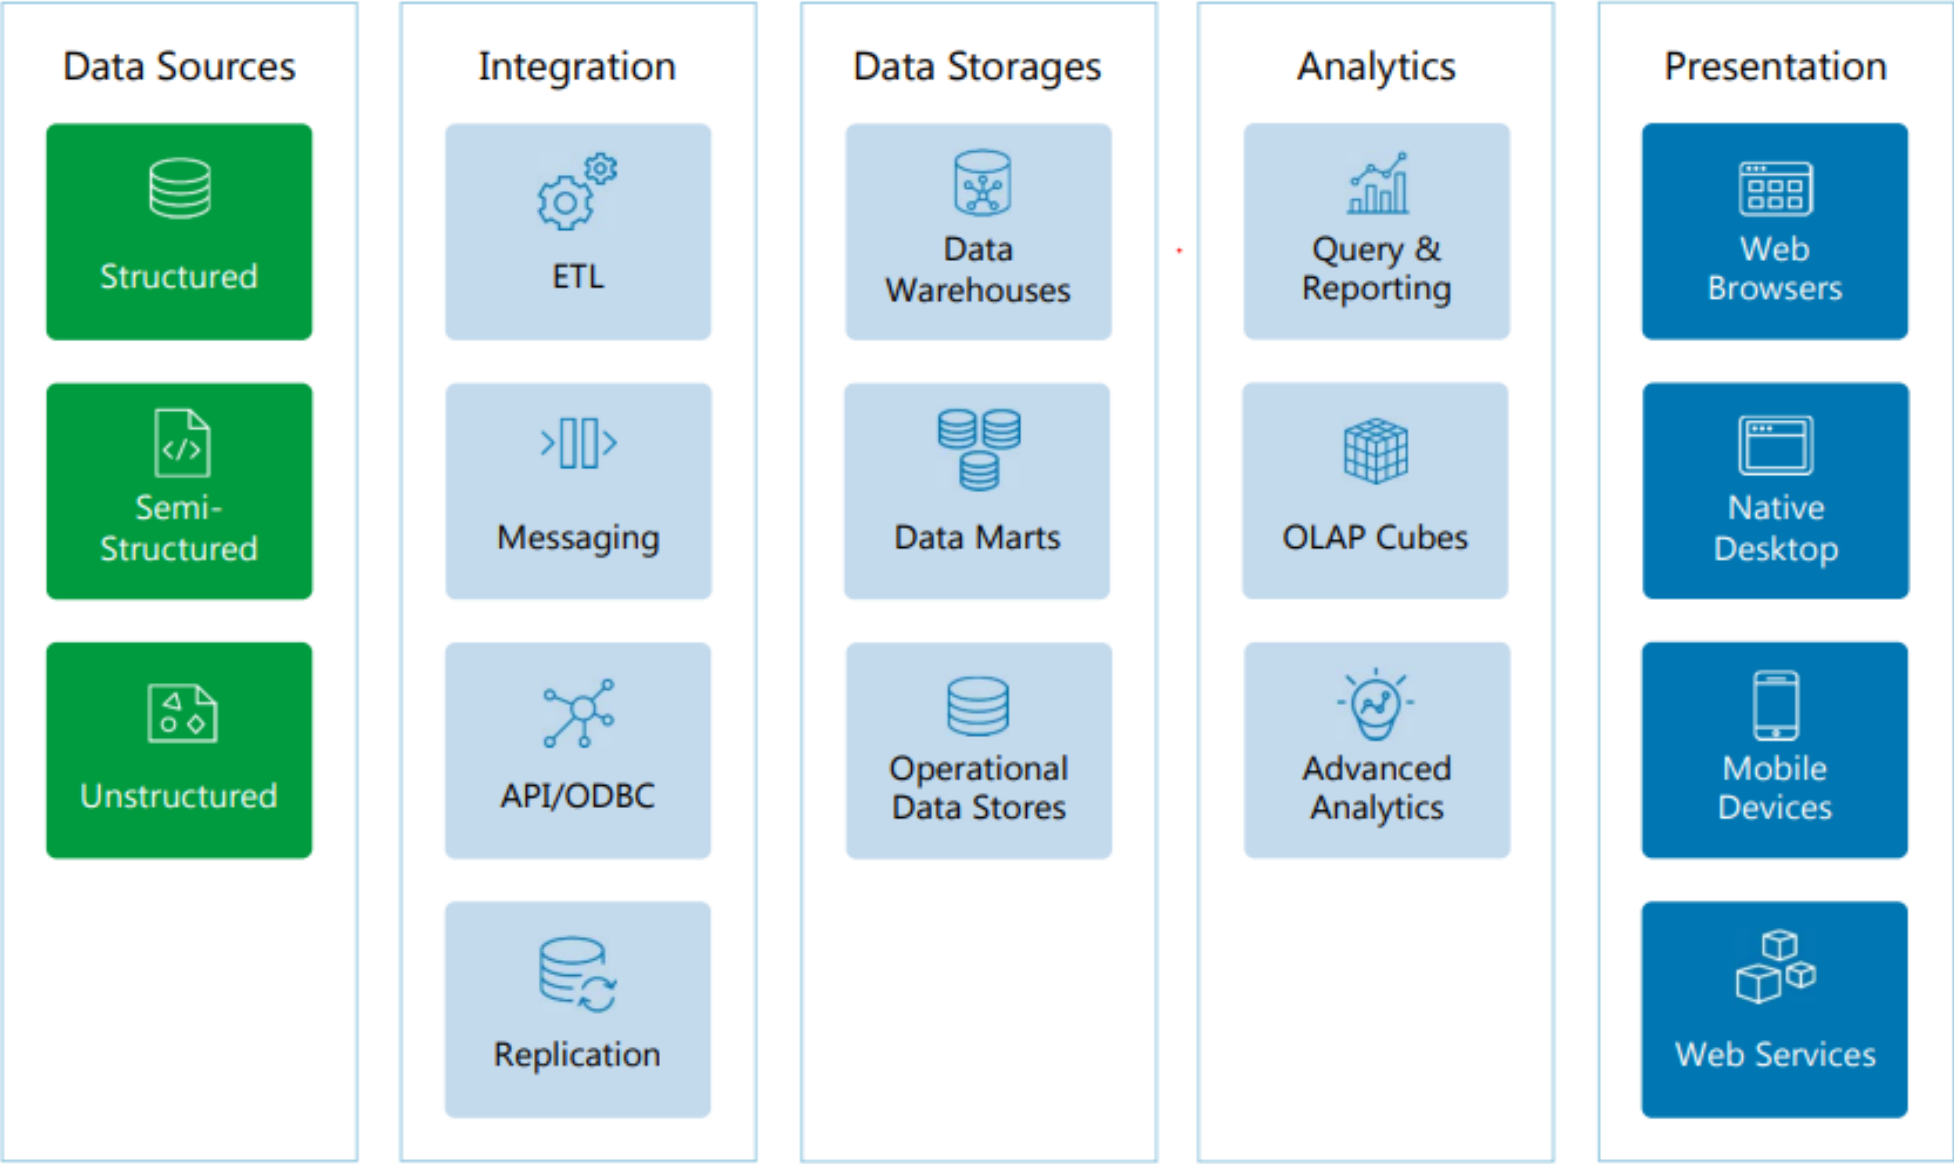 Data Sources
Structured
Semi-
Structured
Unstructured
Integration
ETL
Messaging
API/ODBC
Replication
Data Storages
Data
Warehouses
Data Marts
Operational
Data Stores
Analytics
Query &
Reporting
OLAP Cubes
Advanced
Analytics
Presentation
Web
Browsers
Native
Desktop
Mobile
Devices
Web Services